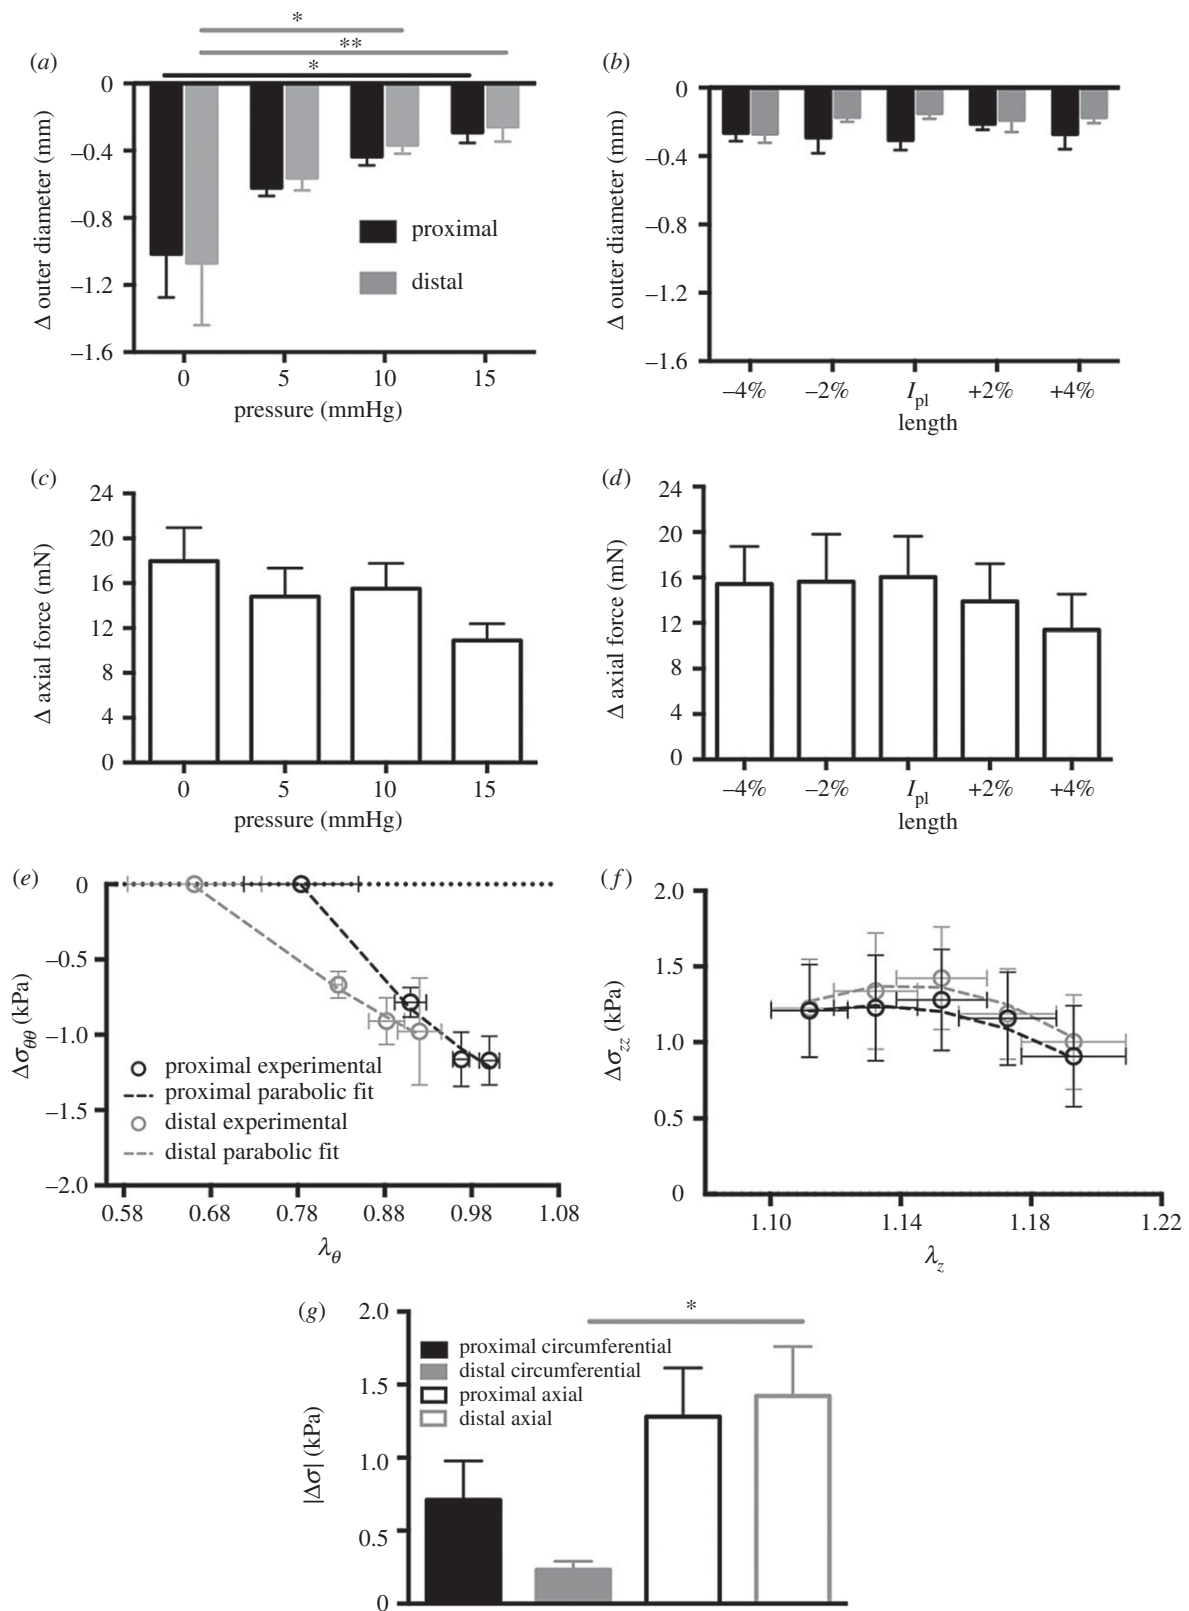 *
**
*
(a)
0
–0.4
–0.8
–1.2
–1.6
Δ outer diameter (mm)
proximal
distal
0 5 10 15
pressure (mmHg)
(b)
0
–0.4
–0.8
–1.2
–1.6
Δ outer diameter (mm)
–4% –2% Ipl +2% +4%
length
(c)
24
20
16
12
8
4
0
Δ axial force (mN)
0 5 10 15
pressure (mmHg)
(d)
24
20
16
12
8
4
0
Δ axial force (mN)
–4% –2% Ipl +2% +4%
length
(e)
0
–0.5
–1.0
–1.5
–2.0
Δσθθ (kPa)
proximal experimental
proximal parabolic fit
distal experimental
distal parabolic fit
0.58 0.68 0.78 0.88 0.98 1.08
λθ
(f)
2.0
1.5
1.0
0.5
0
Δσzz (kPa)
1.10 1.14 1.18 1.22
λz
(g)
2.0
1.5
1.0
0.5
0
|Δσ| (kPa)
*
proximal circumferential
distal circumferential
proximal axial
distal axial